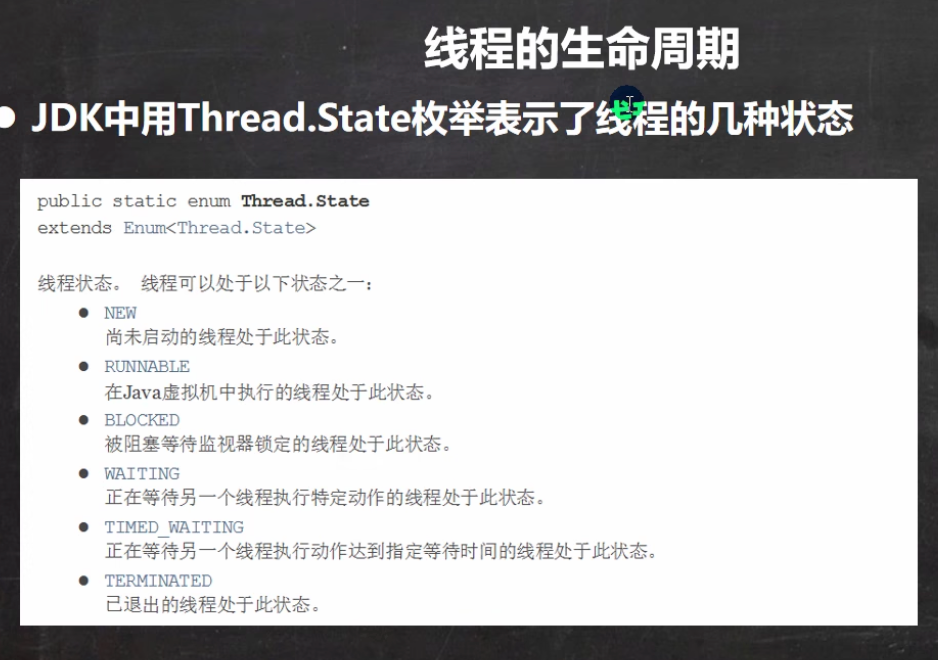 线程的生命周期
● JDK中用Thread.State枚举表示了线程的几种状态
public static enum Thread.State
extends Enum<Thread.State>
线程状态。 线程可以处于以下状态之一：
● NEW
尚未启动的线程处于此状态。
● RUNNABLE
在Java虚拟机中执行的线程处于此状态。
● BLOCKED
被阻塞等待监视器锁定的线程处于此状态。
● WAITING
正在等待另一个线程执行特定动作的线程处于此状态。
● TIMED_WAITING
正在等待另一个线程执行动作达到指定等待时间的线程处于此状态。
● TERMINATED
已退出的线程处于此状态。